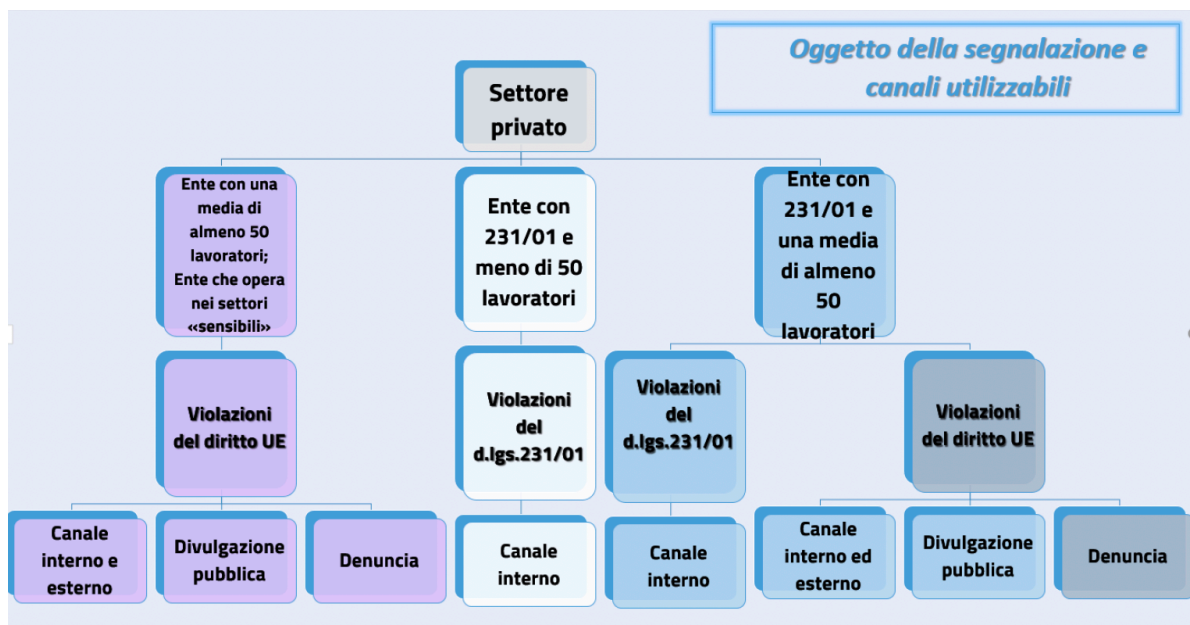 Oggetto della segnalazione e
canali utilizzabili
Settore
privato
Ente con una
media di
almeno 50
lavoratori;
Ente che opera
nei settori
«sensibili»
Ente con
231/01 e
meno di 50
lavoratori
Ente con
231/01 e
una media
di almeno
50
lavoratori
Violazioni
del diritto UE
Violazioni
del
d.lgs.231/01
Violazioni
del
d.lgs.231/01
Violazioni
del diritto UE
Canale
interno e
esterno
Divulgazione
pubblica
Denuncia
Canale
interno
Canale
interno
Canale
interno ed
esterno
Divulgazione
pubblica
Denuncia